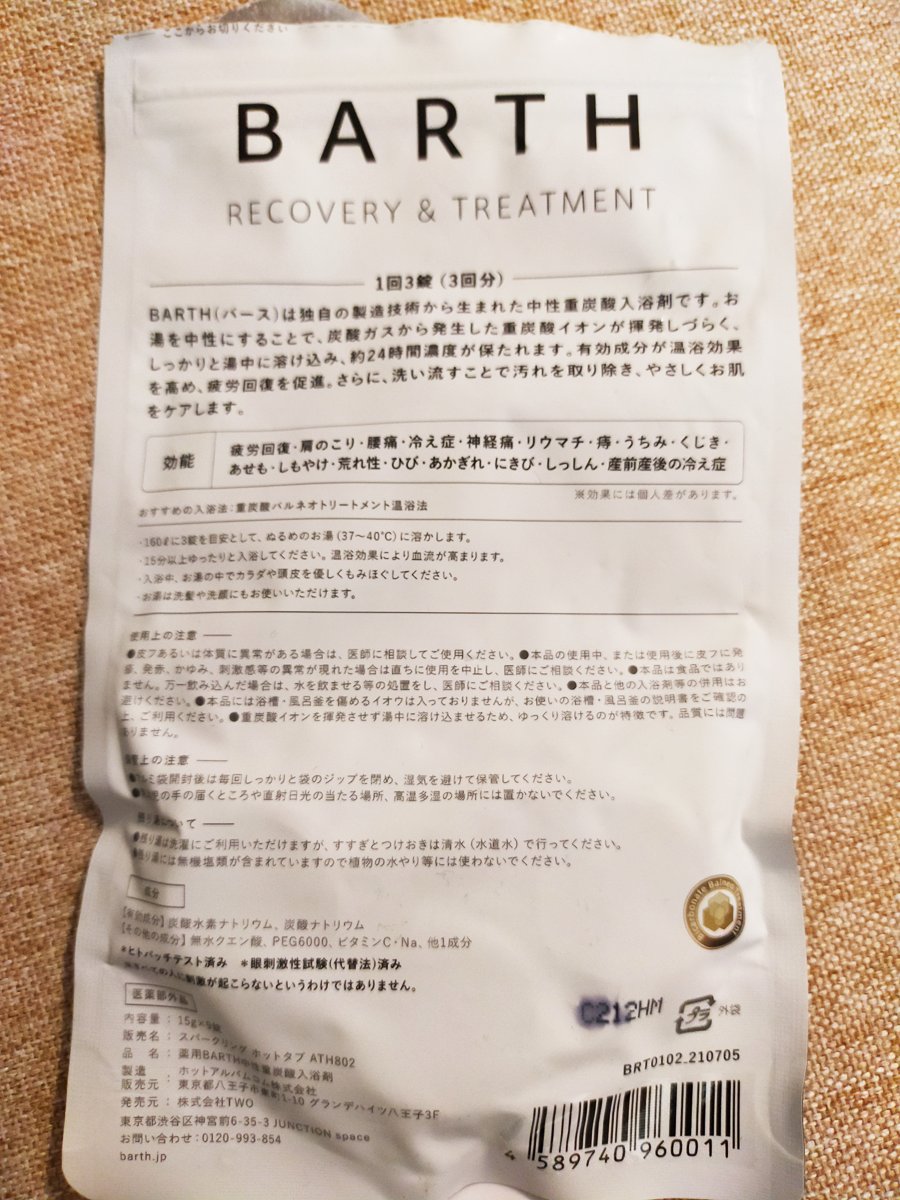 ここからお切りください
BARTH
RECOVERY & TREATMENT
1回3錠(3回分)
BARTH(バース)は独自の製造技術から生まれた中性重炭酸入浴剤です。お
湯を中性にすることで、炭酸ガスから発生した重炭酸イオンが揮発しづらく、
しっかりと湯中に溶け込み、約24時間濃度が保たれます。有効成分が温浴効果
を高め、疲労回復を促進。さらに、洗い流すことで汚れを取り除き、やさしくお肌
をケアします。
効能
疲労回復・肩のこり・腰痛・冷え症・神経痛・リウマチ・痔・うちみ・くじき・
あせも・しもやけ・荒れ性・ひび・あかぎれ・にきび・しっしん・産前産後の冷え症
※効果には個人差があります。
おすすめの入浴法:重炭酸バルネオトリートメント温浴法
・160ℓに3錠を目安として、ぬるめのお湯(37〜40℃)に溶かします。
・15分以上ゆったりと入浴してください。温浴効果により血流が高まります。
・入浴中、お湯の中でカラダや頭皮を優しくもみほぐしてください。
・お湯は洗髪や洗顔にもお使いいただけます。
使用上の注意
●皮フあるいは体質に異常がある場合は、医師に相談してご使用ください。●本品の使用中、または使用後に皮フに発
疹、発赤、かゆみ、刺激感等の異常が現れた場合は直ちに使用を中止し、医師にご相談ください。●本品は食品ではあり
ません。万一飲み込んだ場合は、水を飲ませる等の処置をし、医師にご相談ください。●本品と他の入浴剤等の併用はお
避けください。●本品には浴槽・風呂釜を傷めるイオウは入っておりませんが、お使いの浴槽・風呂釜の説明書をご確認の
上、ご利用ください。●重炭酸イオンを揮発させず湯中に溶け込ませるため、ゆっくり溶けるのが特徴です。品質には問題
ありません。
上の注意
ルミ袋開封後は毎回しっかりと袋のジップを閉め、湿気を避けて保管してください。
の手の届くところや直射日光の当たる場所、高温多湿の場所には置かないでください。
残り湯について
●残り湯は洗濯にご利用いただけますが、すすぎとつけおきは清水(水道水)で行ってください。
●残り湯には無機塩類が含まれていますので植物の水やり等には使わないでください。
成分
【有効成分】炭酸水素ナトリウム、炭酸ナトリウム
【その他の成分】無水クエン酸、PEG6000、ビタミンC・Na、他1成分
*ヒトパッチテスト済み *眼刺激性試験(代替法)済み
すべての人に刺激が起こらないというわけではありません。
Bicarbonate Balneo Treatment
医薬部外品
内容量:15g×9錠
販売名:スパークリング ホットタブ ATH802
品 名:薬用BARTH中性重炭酸入浴剤
製造
販売元:ホットアルバムコム株式会社
東京都八王子市東町1-10 グランデハイツ八王子3F
発売元:株式会社TWO
東京都渋谷区神宮前6-35-3 JUNCTION space
お問い合わせ:0120-993-854
barth.jp
C212HM
プラ
外袋
BRT0102_210705
4 589740 960011